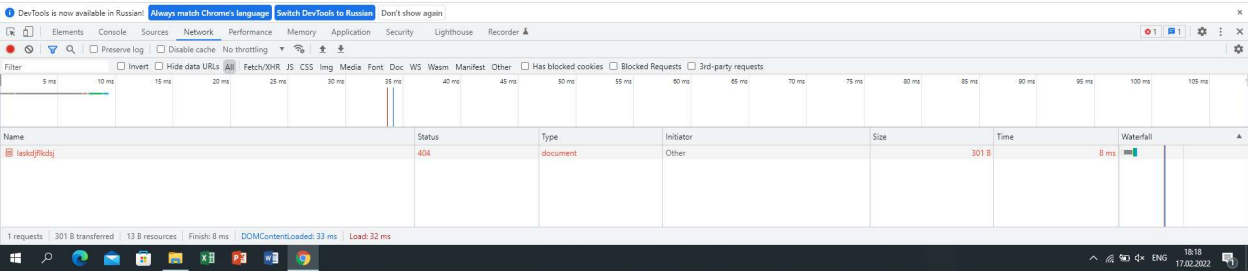 DevTools is now available in Russian! Always match Chrome's language Switch DevTools to Russian Don't show again
Elements Console Sources Network Performance Memory Application Security Lighthouse Recorder 1 1
Preserve log Disable cache No throttling
Filter Invert Hide data URLs All Fetch/XHR JS CSS Img Media Font Doc WS Wasm Manifest Other Has blocked cookies Blocked Requests 3rd-party requests
5 ms 10 ms 15 ms 20 ms 25 ms 30 ms 35 ms 40 ms 45 ms 50 ms 55 ms 60 ms 65 ms 70 ms 75 ms 80 ms 85 ms 90 ms 95 ms 100 ms 105 ms
Name Status Type Initiator Size Time Waterfall
laskdjflkdsj 404 document Other 301 B 8 ms
1 requests 301 B transferred 13 B resources Finish: 8 ms DOMContentLoaded: 33 ms Load: 32 ms
ENG 18:18
17.02.2022 1